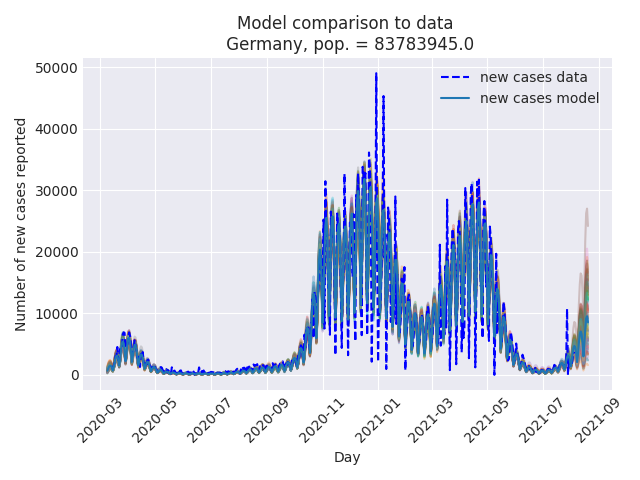 Model comparison to data
Germany, pop. = 83783945.0
new cases data
new cases model
Number of new cases reported
50000
40000
30000
20000
10000
0
2020-03
2020-05
2020-07
2020-09
2020-11
2021-01
2021-03
2021-05
2021-07
2021-09
Day